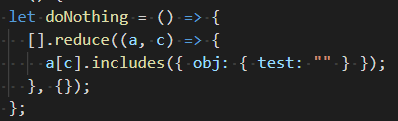 let doNothing = () => {
  [].reduce((a, c) => {
    a[c].includes({ obj: { test: "" } });
  }, {});
};